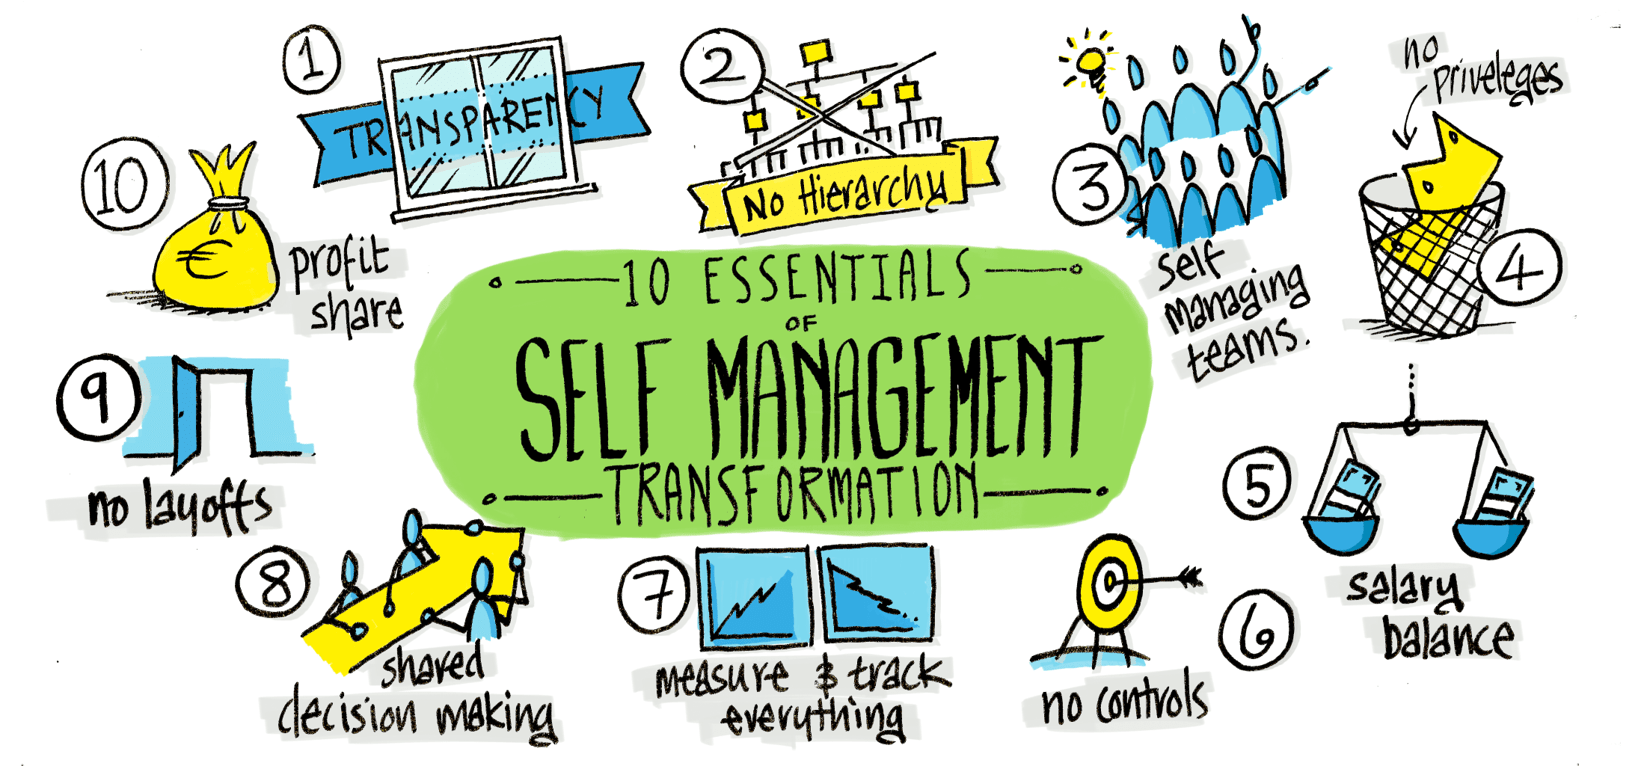 10 ESSENTIALS
OF
SELF MANAGEMENT
TRANSFORMATION
1
TRANSPARENCY
2
No HierarcHy
3
self
managing
teams.
no
priveleges
4
5
salary
balance
6
no controls
7
measure & track
everything
8
shared
decision making
9
no layoffs
10
€
profit
share